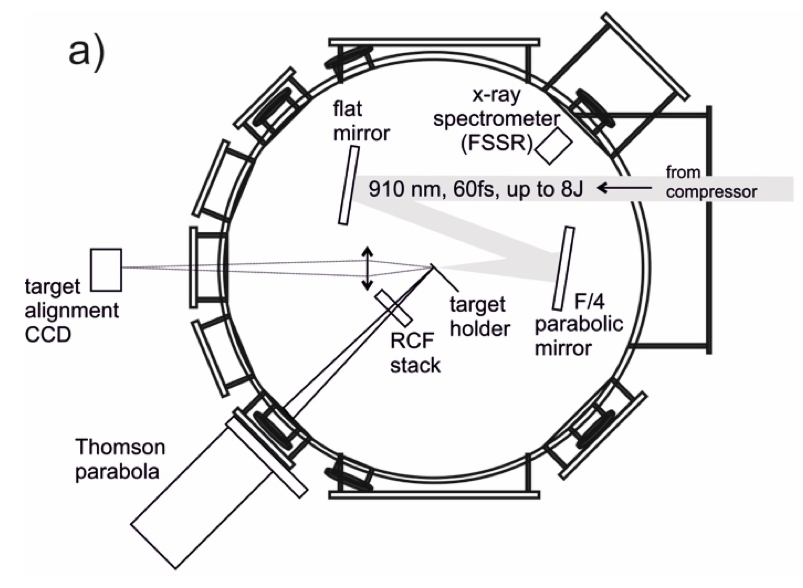 a)
flat
mirror
x-ray
spectrometer
(FSSR)
910 nm, 60fs, up to 8J
from
compressor
target
alignment
CCD
target
holder
F/4
parabolic
mirror
RCF
stack
Thomson
parabola